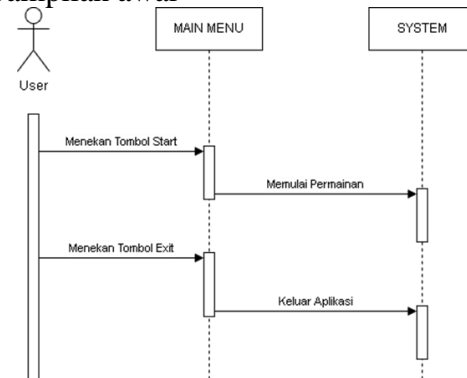 MAIN MENU
SYSTEM
User
Menekan Tombol Start
Memulai Permainan
Menekan Tombol Exit
Keluar Aplikasi